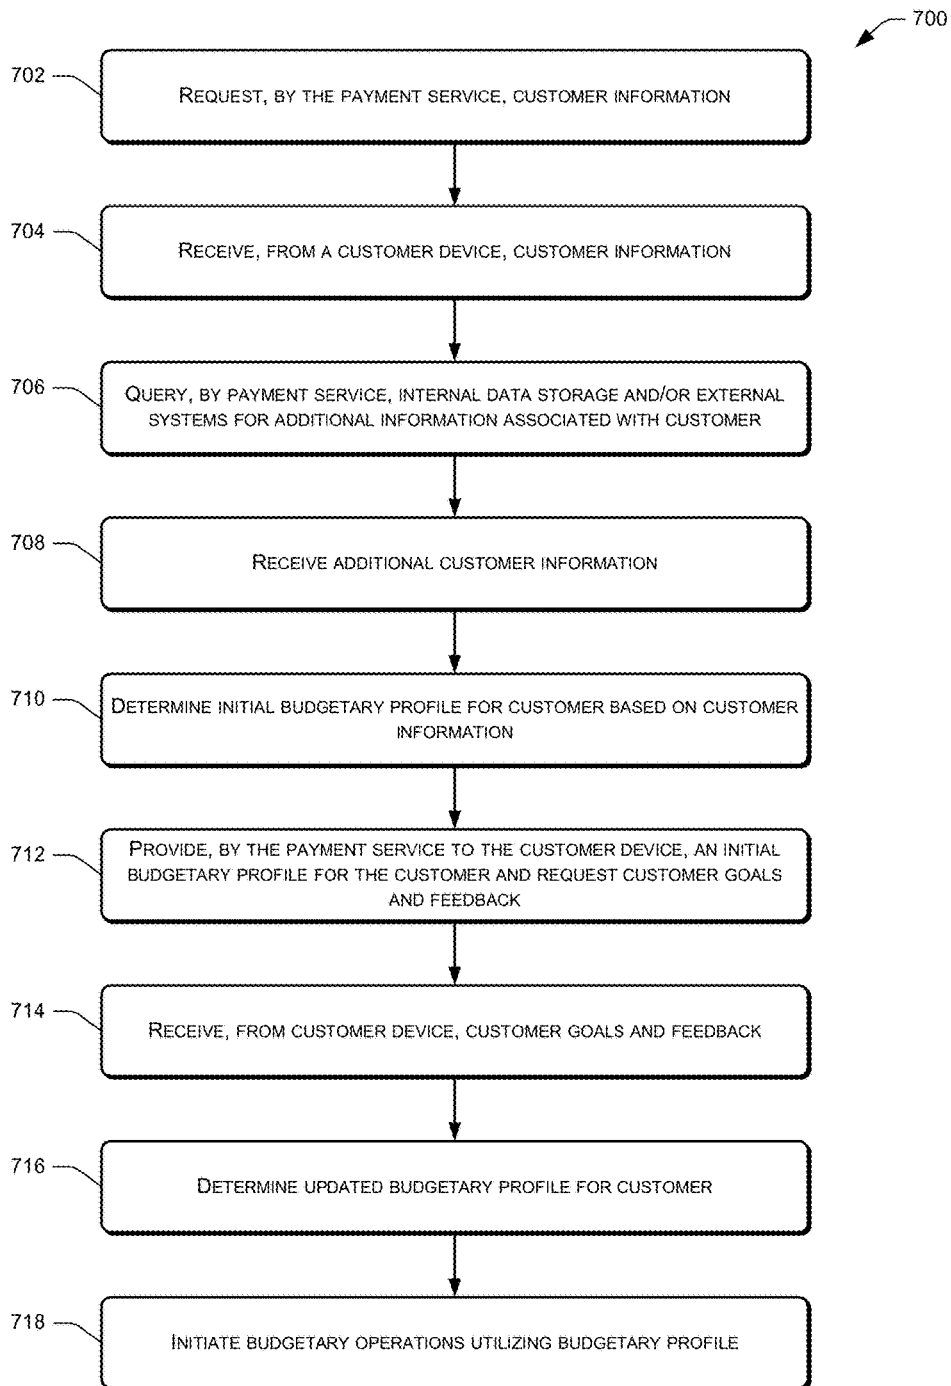 700
702
REQUEST, BY THE PAYMENT SERVICE, CUSTOMER INFORMATION
704
RECEIVE, FROM A CUSTOMER DEVICE, CUSTOMER INFORMATION
706
QUERY, BY PAYMENT SERVICE, INTERNAL DATA STORAGE AND/OR EXTERNAL
SYSTEMS FOR ADDITIONAL INFORMATION ASSOCIATED WITH CUSTOMER
708
RECEIVE ADDITIONAL CUSTOMER INFORMATION
710
DETERMINE INITIAL BUDGETARY PROFILE FOR CUSTOMER BASED ON CUSTOMER
INFORMATION
712
PROVIDE, BY THE PAYMENT SERVICE TO THE CUSTOMER DEVICE, AN INITIAL
BUDGETARY PROFILE FOR THE CUSTOMER AND REQUEST CUSTOMER GOALS
AND FEEDBACK
714
RECEIVE, FROM CUSTOMER DEVICE, CUSTOMER GOALS AND FEEDBACK
716
DETERMINE UPDATED BUDGETARY PROFILE FOR CUSTOMER
718
INITIATE BUDGETARY OPERATIONS UTILIZING BUDGETARY PROFILE